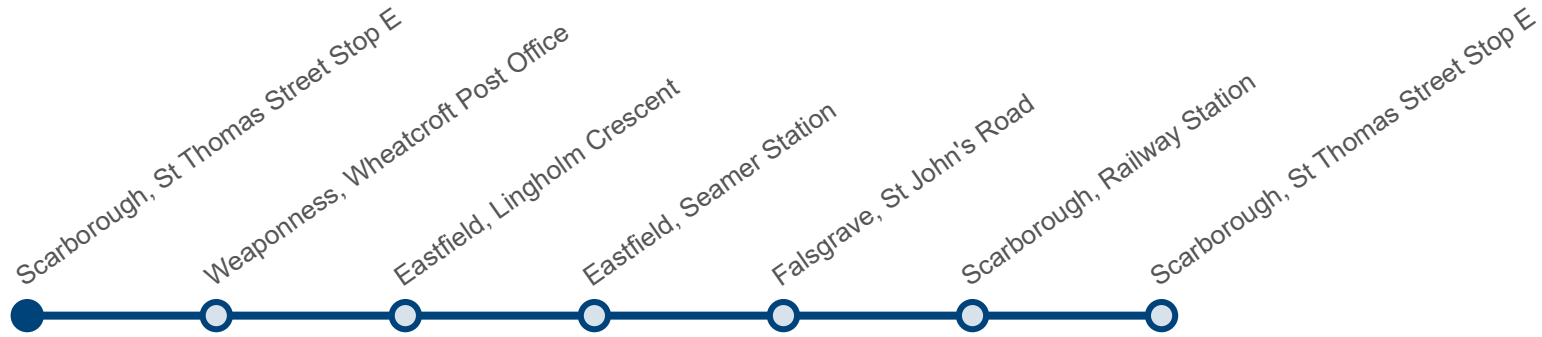 Scarborough, St Thomas Street Stop E
Weaponness, Wheatcroft Post Office
Eastfield, Lingholm Crescent
Eastfield, Seamer Station
Falsgrave, St John's Road
Scarborough, Railway Station
Scarborough, St Thomas Street Stop E